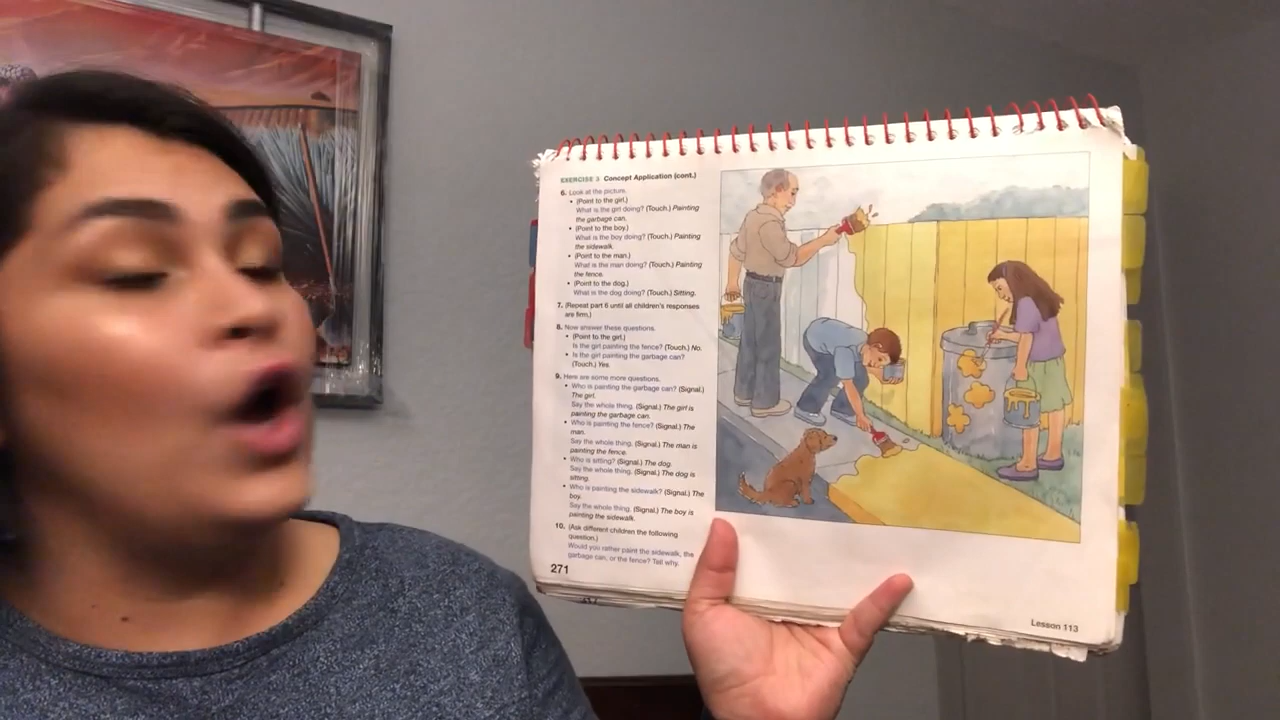 EXERCISE 3 Concept Application (cont.)
6. Look at the picture.
• (Point to the girl.)
What is the girl doing? (Touch.) Painting
the garbage can.
• (Point to the boy.)
What is the boy doing? (Touch.) Painting
the sidewalk.
• (Point to the man.)
What is the man doing? (Touch.) Painting
the fence.
• (Point to the dog.)
What is the dog doing? (Touch.) Sitting.
7. (Repeat part 6 until all children's responses
are firm.)
8. Now answer these questions.
• (Point to the girl.)
Is the girl painting the fence? (Touch.) No.
• Is the girl painting the garbage can?
(Touch.) Yes.
9. Here are some more questions.
• Who is painting the garbage can? (Signal.)
The girl.
Say the whole thing. (Signal.) The girl is
painting the garbage can.
• Who is painting the fence? (Signal.) The
man.
Say the whole thing. (Signal.) The man is
painting the fence.
• Who is sitting? (Signal.) The dog.
Say the whole thing. (Signal.) The dog is
sitting.
• Who is painting the sidewalk? (Signal.) The
boy.
Say the whole thing. (Signal.) The boy is
painting the sidewalk.
10. (Ask different children the following
question.)
Would you rather paint the sidewalk, the
garbage can, or the fence? Tell why.
271
Lesson 113